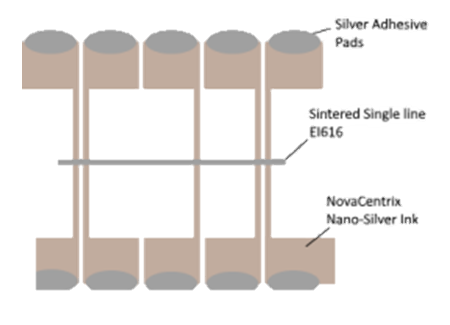 Silver Adhesive
Pads
Sintered Single line
EI616
NovaCentrix
Nano-Silver Ink